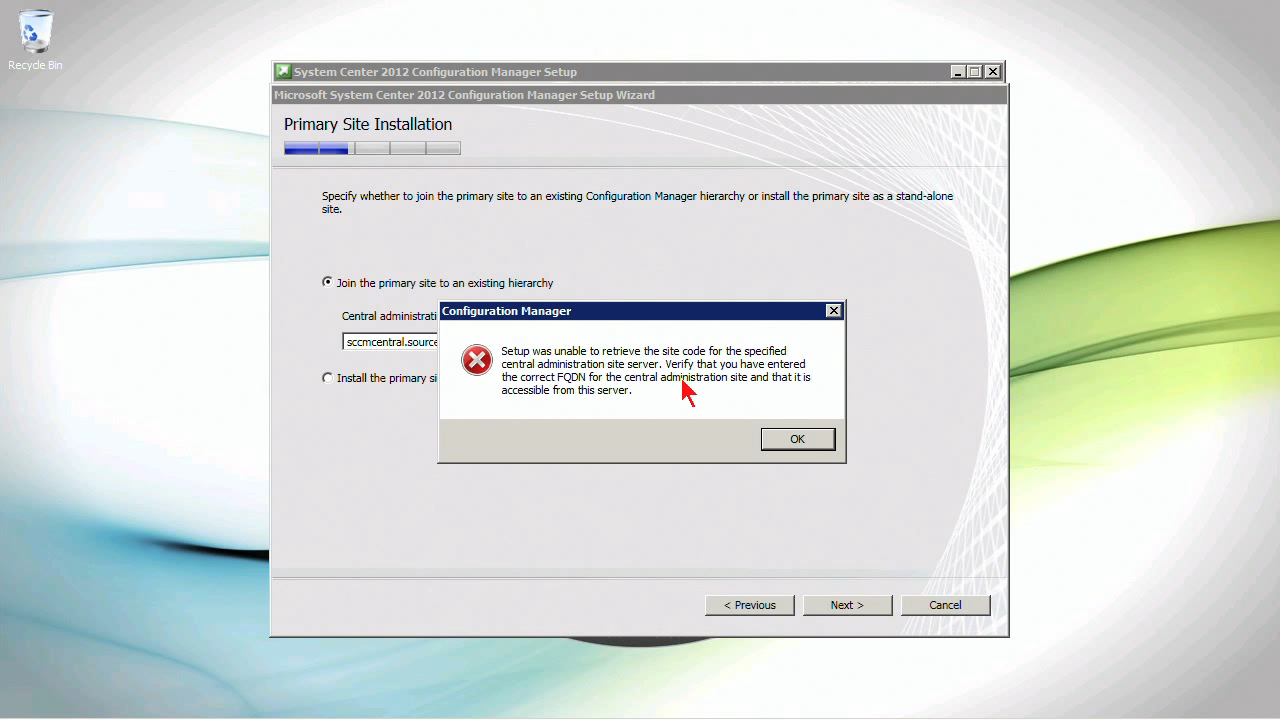 Recycle Bin
System Center 2012 Configuration Manager Setup
Microsoft System Center 2012 Configuration Manager Setup Wizard
Primary Site Installation
Specify whether to join the primary site to an existing Configuration Manager hierarchy or install the primary site as a stand-alone
site.
Join the primary site to an existing hierarchy
Central administrati
sccmcentral.source
Install the primary si
Configuration Manager
Setup was unable to retrieve the site code for the specified
central administration site server. Verify that you have entered
the correct FQDN for the central administration site and that it is
accessible from this server.
OK
< Previous
Next >
Cancel